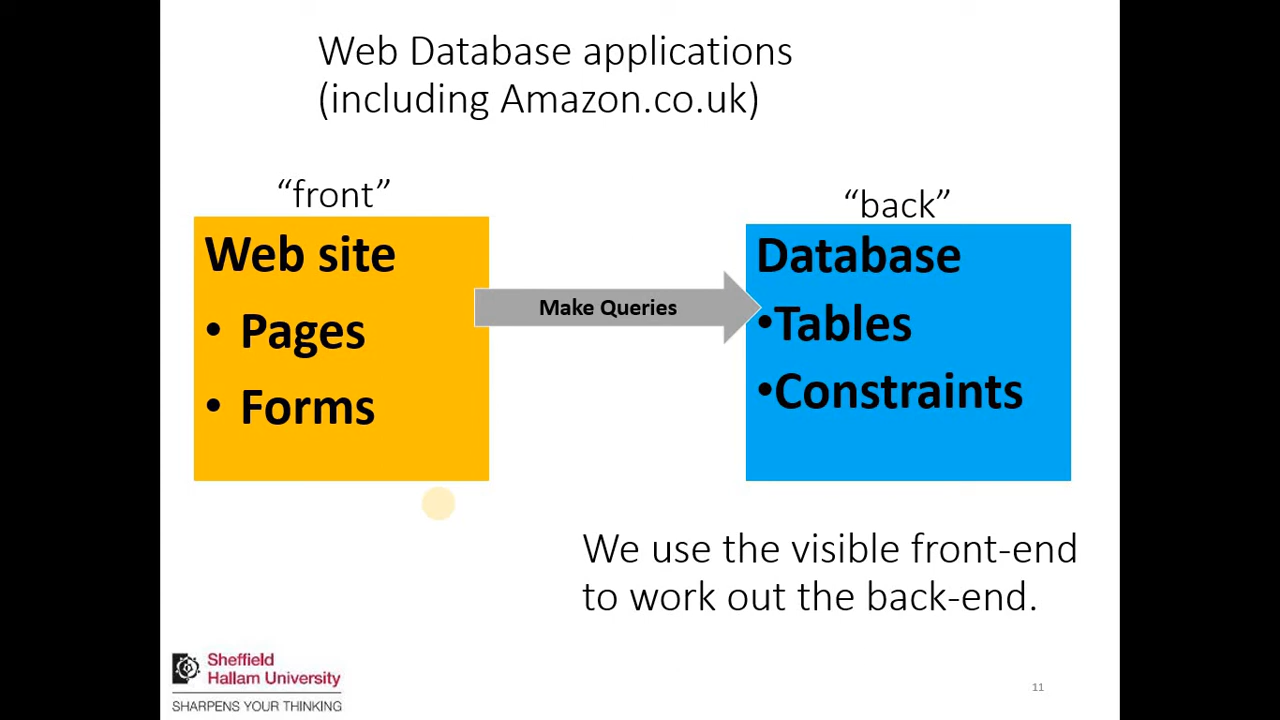 Web Database applications
(including Amazon.co.uk)
“front”
Web site
• Pages
• Forms
Make Queries
“back”
Database
•Tables
•Constraints
We use the visible front-end
to work out the back-end.
Sheffield
Hallam University
SHARPENS YOUR THINKING
11